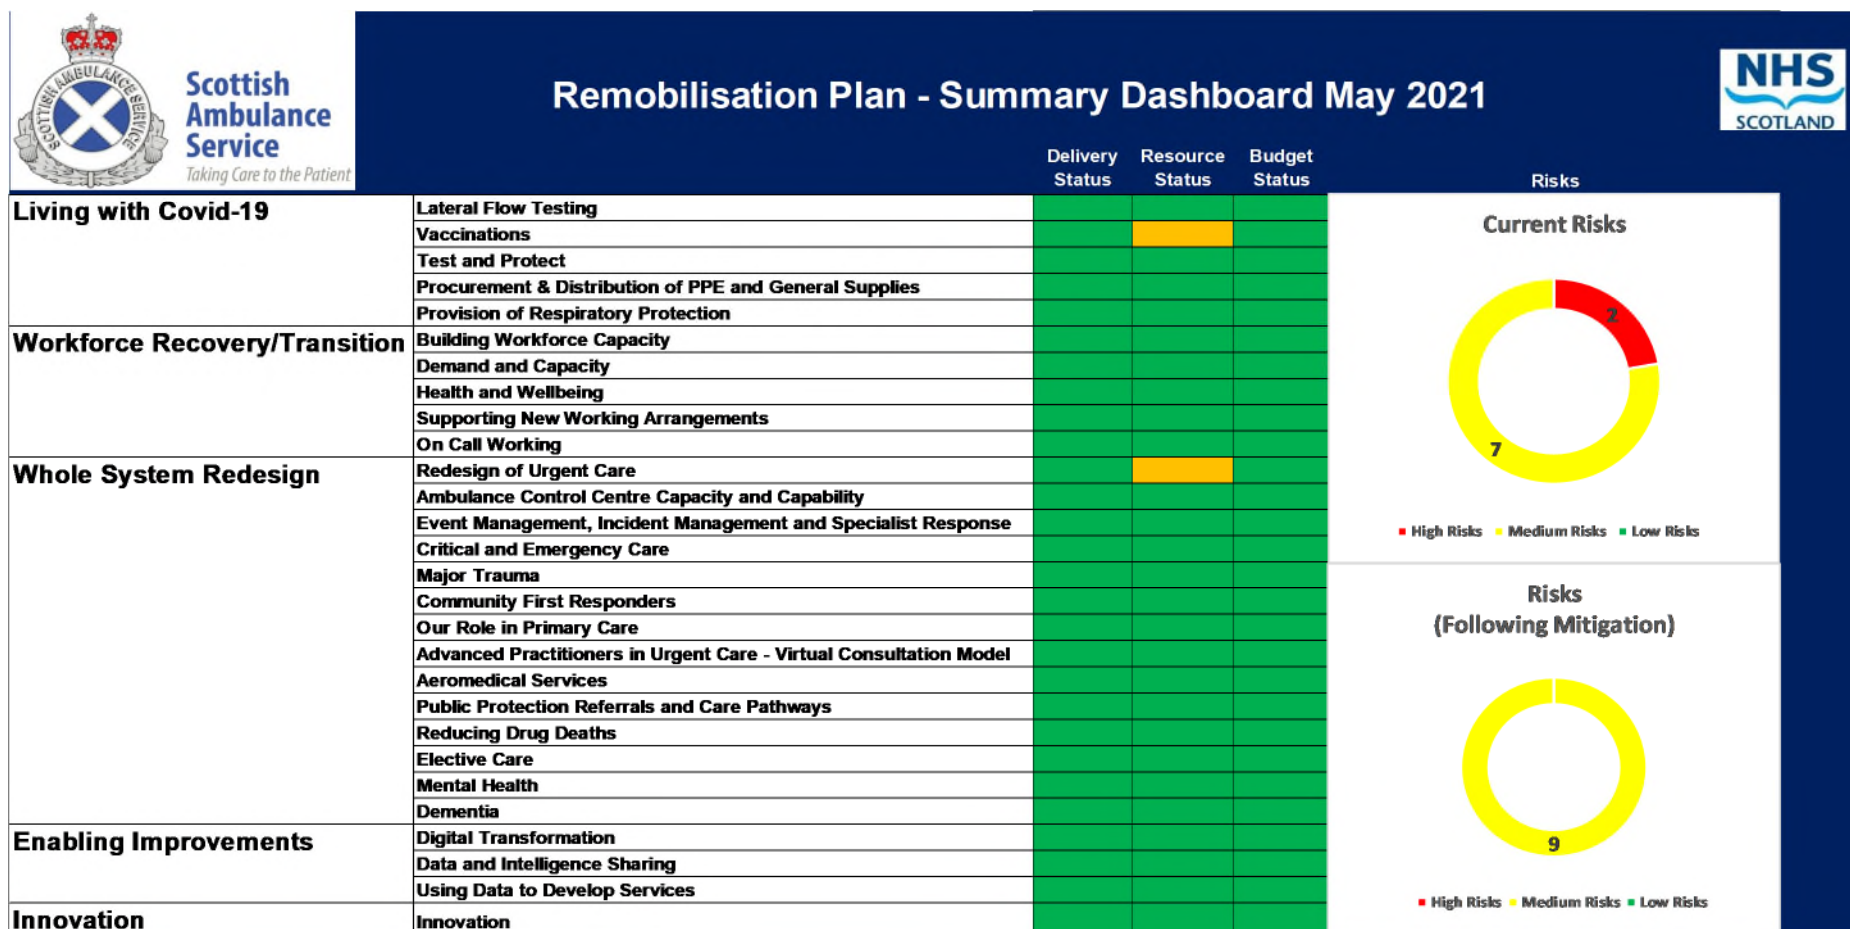 SCOTTISH AMBULANCE SERVICE
Scottish
Ambulance
Service
Taking Care to the Patient
Remobilisation Plan - Summary Dashboard May 2021
NHS
SCOTLAND
Delivery Status
Resource Status
Budget Status
Risks
Living with Covid-19
Lateral Flow Testing
Vaccinations
Test and Protect
Procurement & Distribution of PPE and General Supplies
Provision of Respiratory Protection
Workforce Recovery/Transition
Building Workforce Capacity
Demand and Capacity
Health and Wellbeing
Supporting New Working Arrangements
On Call Working
Whole System Redesign
Redesign of Urgent Care
Ambulance Control Centre Capacity and Capability
Event Management, Incident Management and Specialist Response
Critical and Emergency Care
Major Trauma
Community First Responders
Our Role in Primary Care
Advanced Practitioners in Urgent Care - Virtual Consultation Model
Aeromedical Services
Public Protection Referrals and Care Pathways
Reducing Drug Deaths
Elective Care
Mental Health
Dementia
Enabling Improvements
Digital Transformation
Data and Intelligence Sharing
Using Data to Develop Services
Innovation
Innovation
Current Risks
2
7
High Risks Medium Risks Low Risks
Risks
(Following Mitigation)
9
High Risks Medium Risks Low Risks